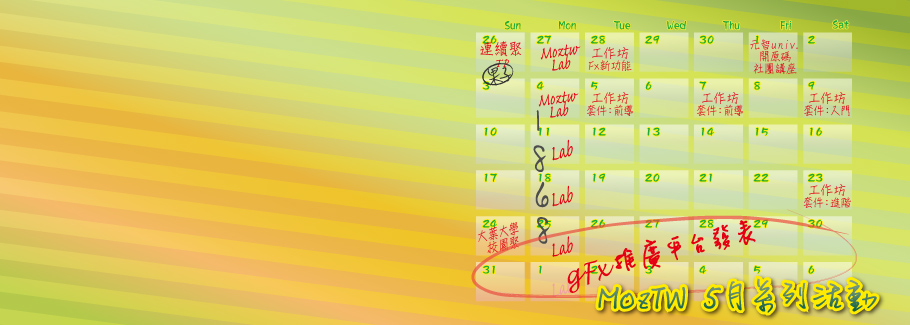 Sun Mon Tue Wed Thu Fri Sat
26 27 28 29 30 1 2
連續聚
Moztw
Lab
工作坊
Fx新功能
元智univ.
開原碼
社團講座
3 4 5 6 7 8 9
Moztw
Lab
工作坊
套件:前導
工作坊
套件:前導
工作坊
套件:入門
10 11 12 13 14 15 16
Lab
17 18 19 20 21 22 23
Lab
工作坊
套件:進階
24 25 26 27 28 29 30
大葉大學
校園聚
Lab
31 1 2 3 4 5 6
gFx推廣平台發表
1
8
6
8
MozTW 5月系列活動